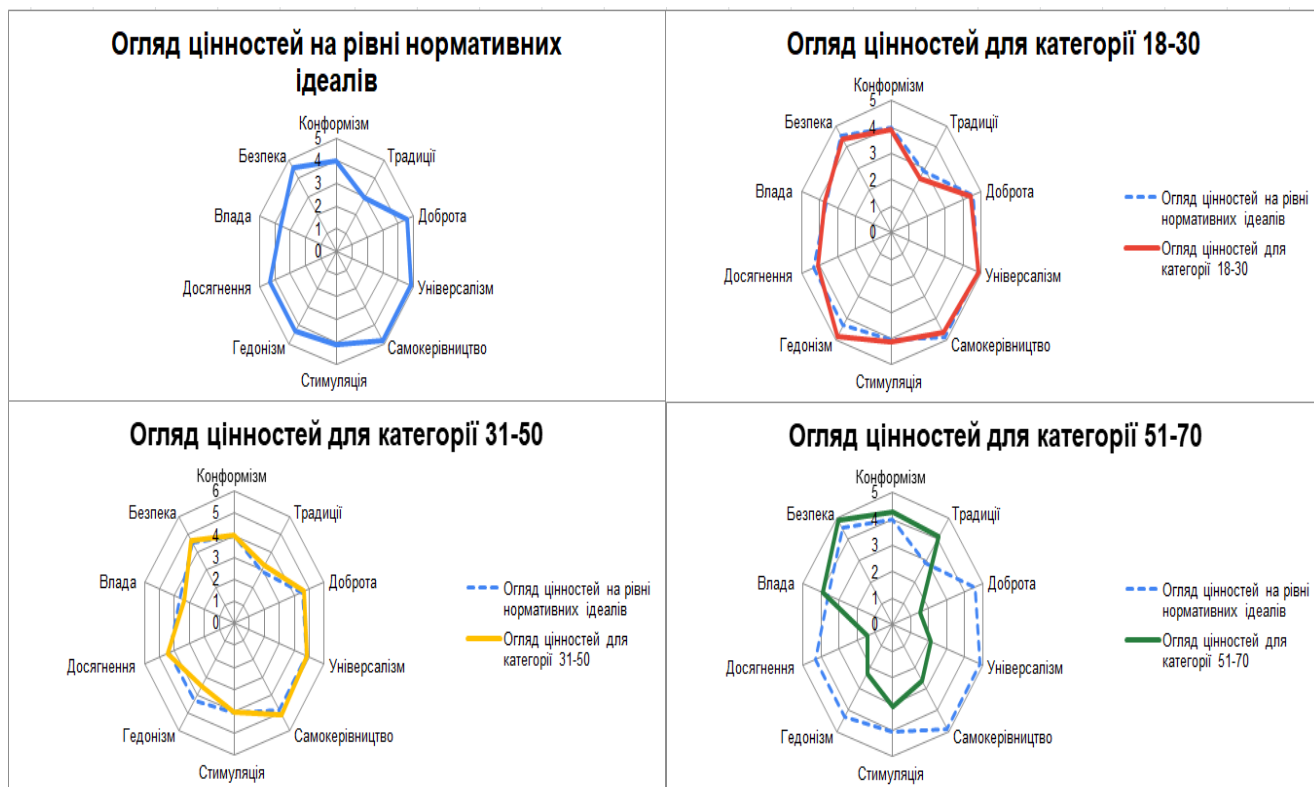 Огляд цінностей на рівні нормативних
ідеалів
Конформізм
Традиції
Доброта
Універсалізм
Самокерівництво
Стимуляція
Гедонізм
Досягнення
Влада
Безпека
5
4
3
2
1
0
Огляд цінностей для категорії 18-30
Конформізм
Традиції
Доброта
Універсалізм
Самокерівництво
Стимуляція
Гедонізм
Досягнення
Влада
Безпека
5
4
3
2
1
0
Огляд цінностей на рівні
нормативних ідеалів
Огляд цінностей для
категорії 18-30
Огляд цінностей для категорії 31-50
Конформізм
Традиції
Доброта
Універсалізм
Самокерівництво
Стимуляція
Гедонізм
Досягнення
Влада
Безпека
6
5
4
3
2
1
0
Огляд цінностей на рівні
нормативних ідеалів
Огляд цінностей для
категорії 31-50
Огляд цінностей для категорії 51-70
Конформізм
Традиції
Доброта
Універсалізм
Самокерівництво
Стимуляція
Гедонізм
Досягнення
Влада
Безпека
5
4
3
2
1
0
Огляд цінностей на рівні
нормативних ідеалів
Огляд цінностей для
категорії 51-70